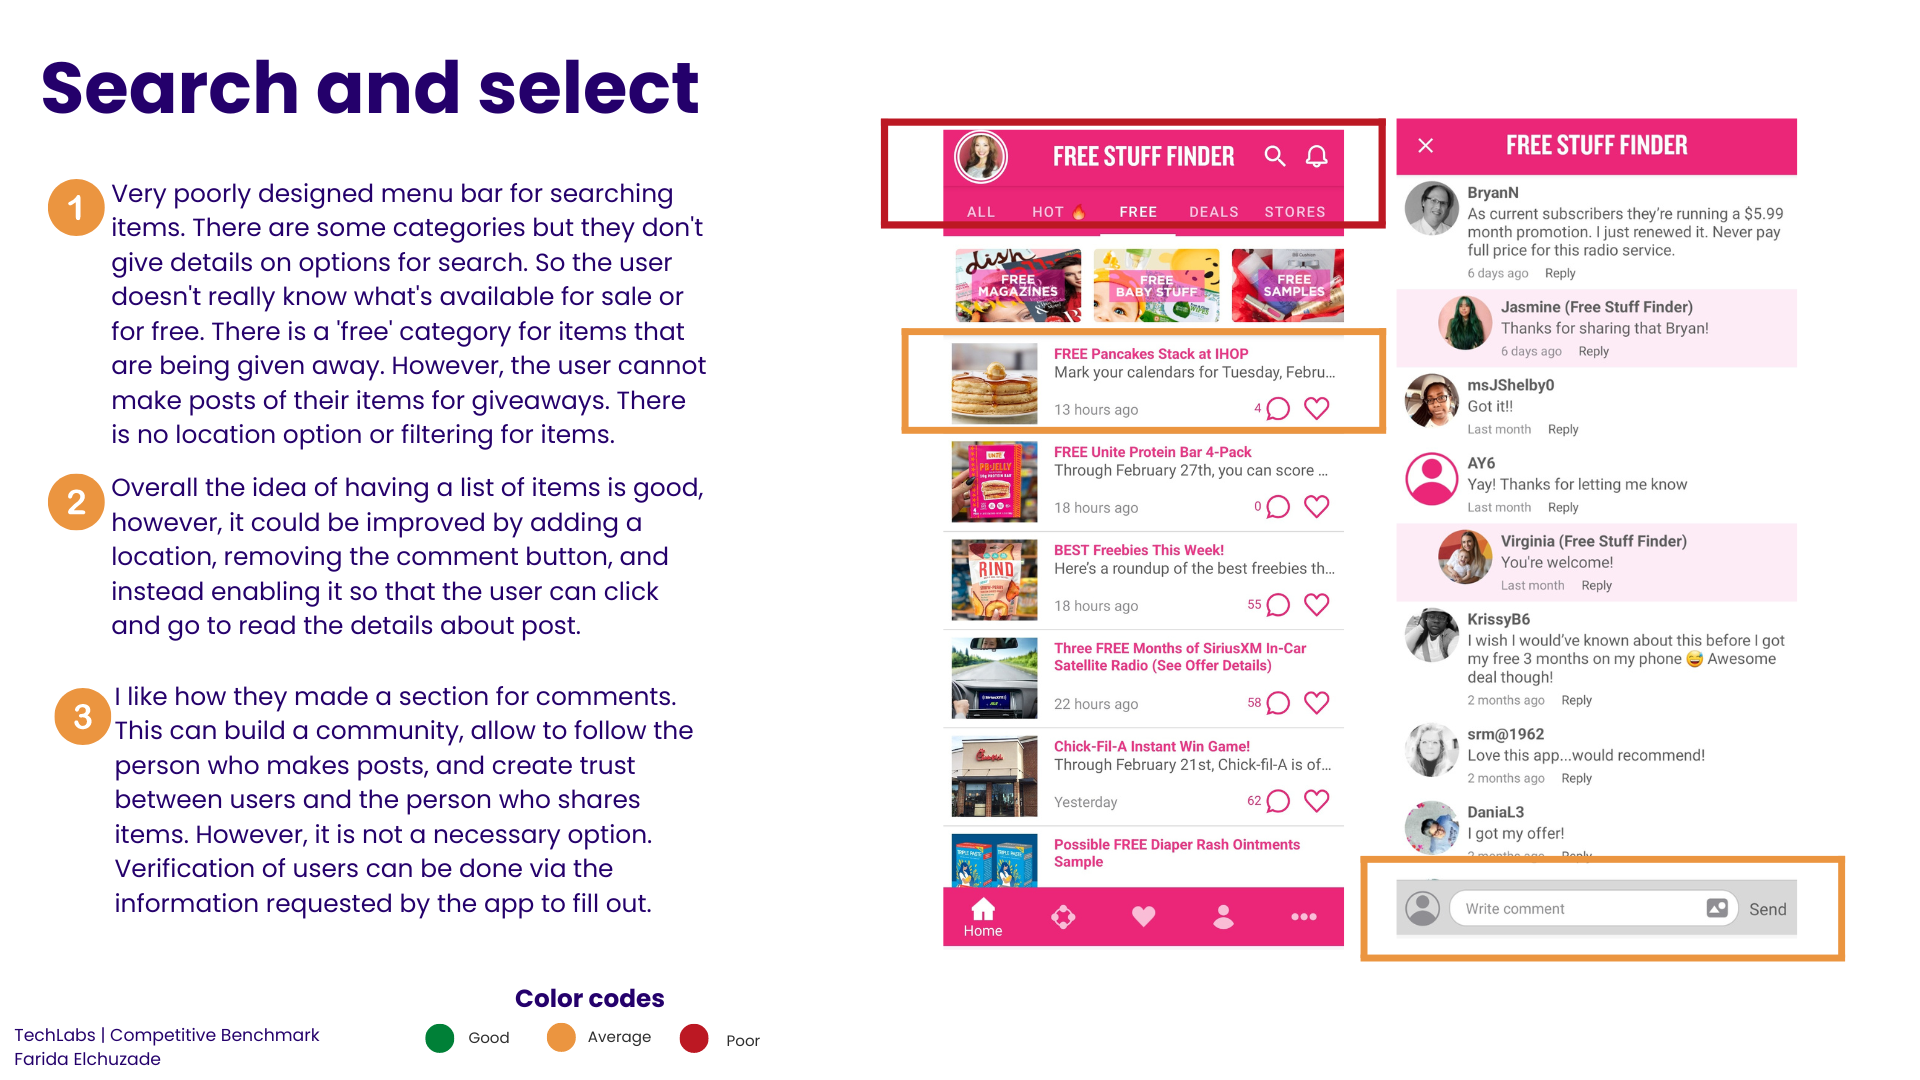 Search and select
1
Very poorly designed menu bar for searching
items. There are some categories but they don't
give details on options for search. So the user
doesn't really know what's available for sale or
for free. There is a 'free' category for items that
are being given away. However, the user cannot
make posts of their items for giveaways. There
is no location option or filtering for items.
2
Overall the idea of having a list of items is good,
however, it could be improved by adding a
location, removing the comment button, and
instead enabling it so that the user can click
and go to read the details about post.
3
I like how they made a section for comments.
This can build a community, allow to follow the
person who makes posts, and create trust
between users and the person who shares
items. However, it is not a necessary option.
Verification of users can be done via the
information requested by the app to fill out.
Color codes
Good
Average
Poor
TechLabs | Competitive Benchmark
Farida Elchuzade
FREE STUFF FINDER
ALL HOT 🔥 FREE DEALS STORES
dish
FREE
MAGAZINES
FREE
BABY STUFF
FREE
SAMPLES
FREE Pancakes Stack at IHOP
Mark your calendars for Tuesday, Febru...
13 hours ago 4
FREE Unite Protein Bar 4-Pack
Through February 27th, you can score ...
18 hours ago 0
UNITE
PB·JELLY
BEST Freebies This Week!
Here's a roundup of the best freebies th...
18 hours ago 55
RIND
Three FREE Months of SiriusXM In-Car
Satellite Radio (See Offer Details)
22 hours ago 58
Chick-Fil-A Instant Win Game!
Through February 21st, Chick-fil-A is of...
Yesterday 62
Possible FREE Diaper Rash Ointments
Sample
TRIPLE PASTE
TRIPLE PASTE
Home
FREE STUFF FINDER
BryanN
As current subscribers they're running a $5.99
month promotion. I just renewed it. Never pay
full price for this radio service.
6 days ago Reply
Jasmine (Free Stuff Finder)
Thanks for sharing that Bryan!
6 days ago Reply
msJShelby0
Got it!!
Last month Reply
AY6
Yay! Thanks for letting me know
Last month Reply
Virginia (Free Stuff Finder)
You're welcome!
Last month Reply
KrissyB6
I wish I would've known about this before I got
my free 3 months on my phone 😅 Awesome
deal though!
2 months ago Reply
srm@1962
Love this app...would recommend!
2 months ago Reply
DaniaL3
I got my offer!
2 months ago Reply
Write comment
Send